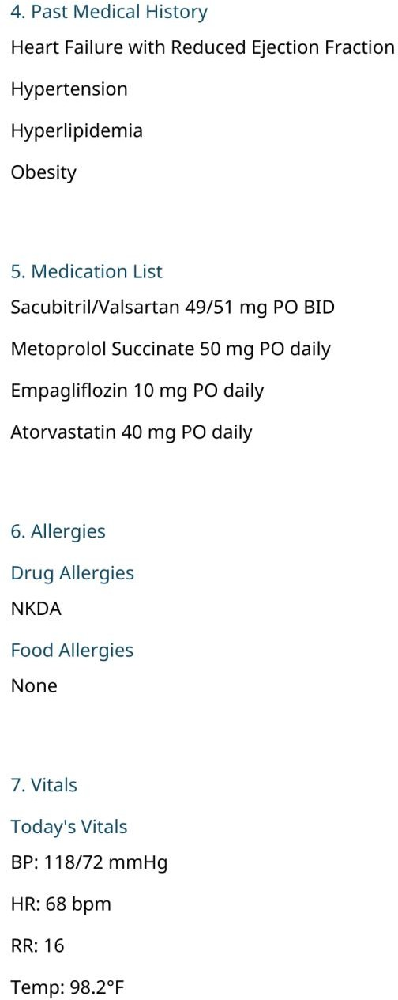 4. Past Medical History
Heart Failure with Reduced Ejection Fraction
Hypertension
Hyperlipidemia
Obesity
5. Medication List
Sacubitril/Valsartan 49/51 mg PO BID
Metoprolol Succinate 50 mg PO daily
Empagliflozin 10 mg PO daily
Atorvastatin 40 mg PO daily
6. Allergies
Drug Allergies
NKDA
Food Allergies
None
7. Vitals
Today's Vitals
BP: 118/72 mmHg
HR: 68 bpm
RR: 16
Temp: 98.2°F